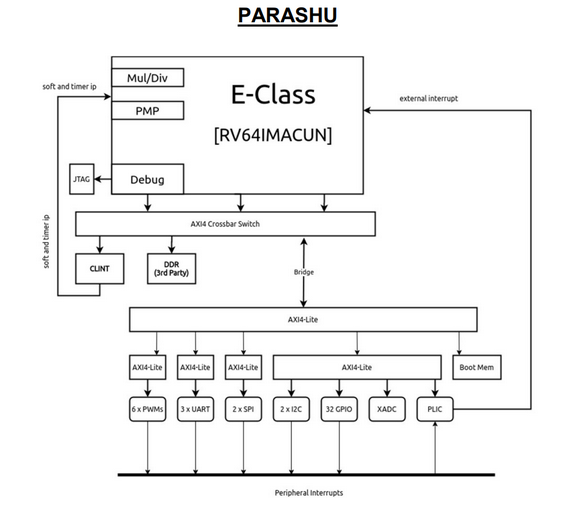 PARASHU
soft and timer ip
Mul/Div
E-Class
external interrupt
PMP
[RV64IMACUN]
JTAG
Debug
AXI4 Crossbar Switch
soft and timer ip
CLINT
DDR
(3rd Party)
Bridge
AXI4-Lite
AXI4-Lite
AXI4-Lite
AXI4-Lite
AXI4-Lite
Boot Mem
6 x PWMs
3 x UART
2 x SPI
2 x I2C
32 GPIO
XADC
PLIC
Peripheral Interrupts